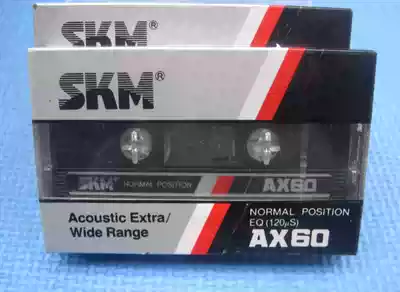 SKM®
SKM®
SKM NORMAL POSITION AX60
Acoustic Extra/
Wide Range
NORMAL POSITION
EQ (120µS)
AX60